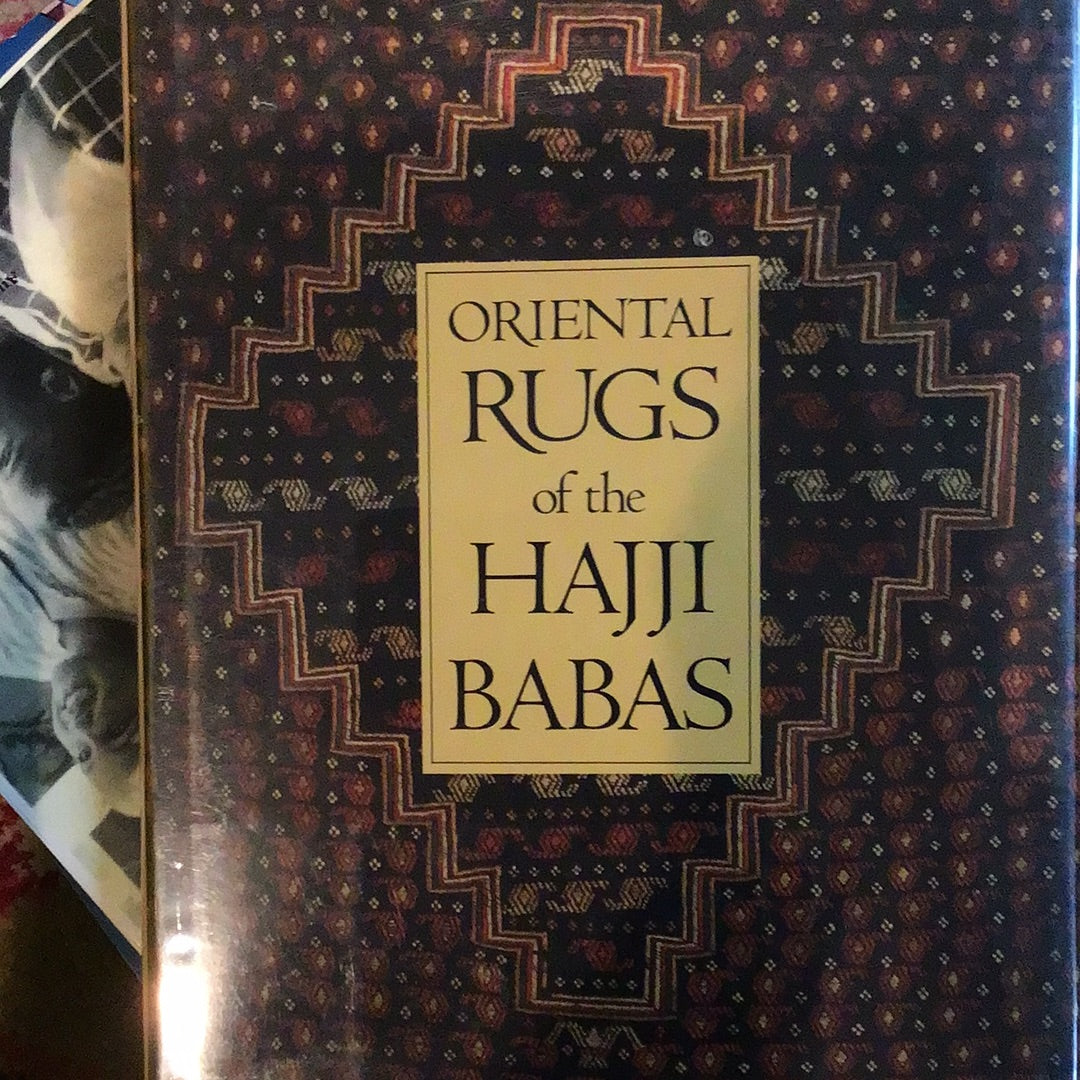 ORIENTAL
RUGS
of the
HAJJI
BABAS